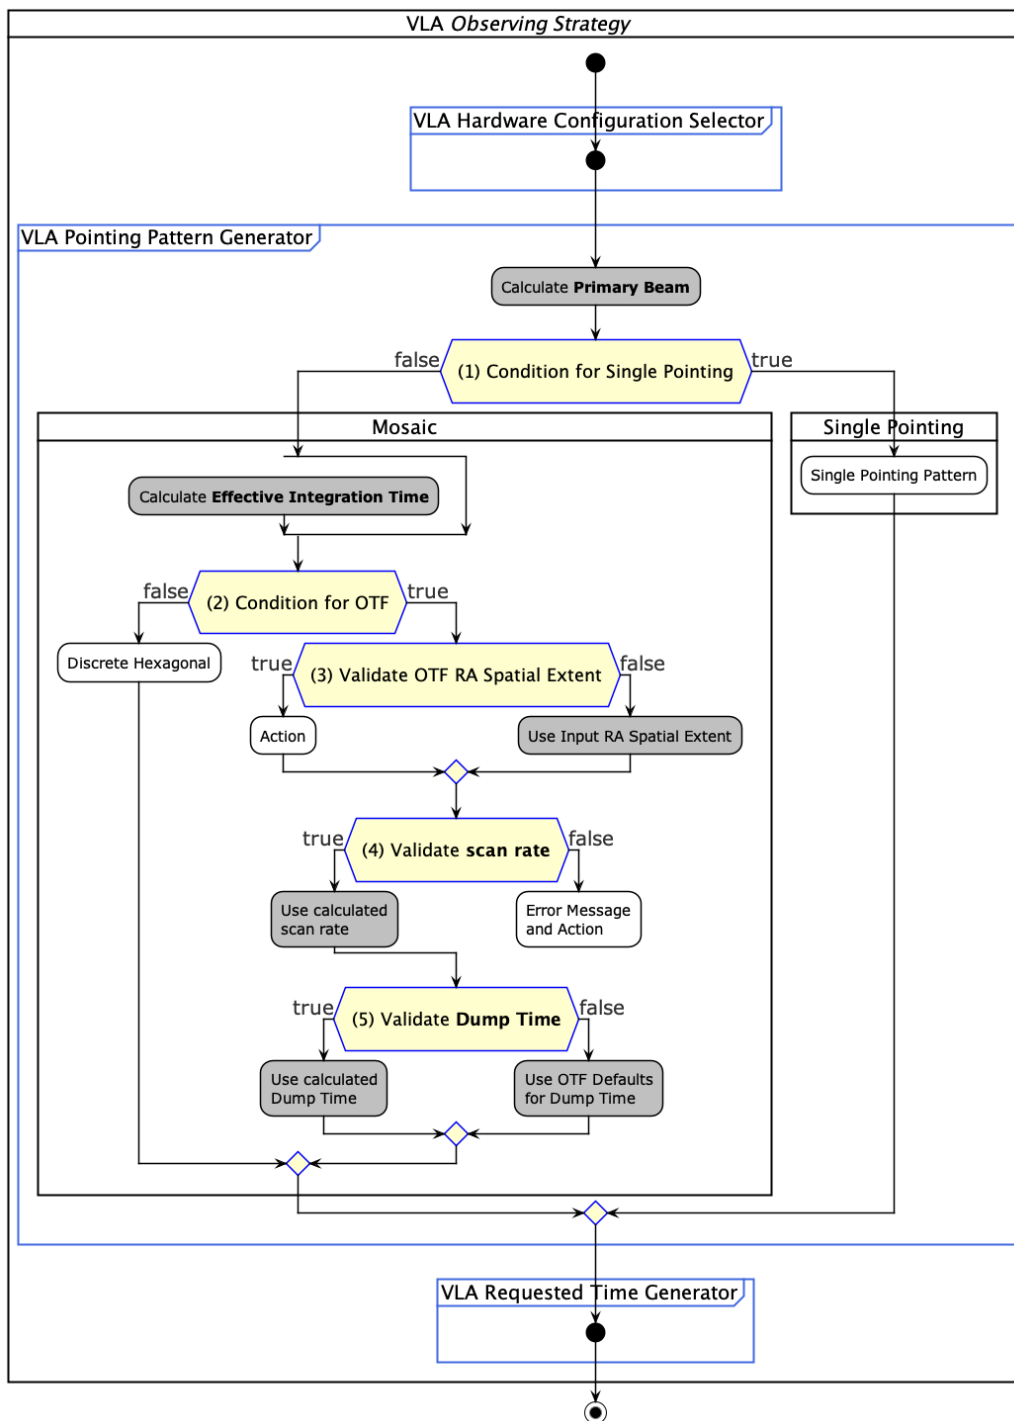 VLA Observing Strategy
VLA Hardware Configuration Selector
VLA Pointing Pattern Generator
Calculate Primary Beam
false
(1) Condition for Single Pointing
true
Mosaic
Single Pointing
Single Pointing Pattern
Calculate Effective Integration Time
false
(2) Condition for OTF
true
Discrete Hexagonal
true
(3) Validate OTF RA Spatial Extent
false
Action
Use Input RA Spatial Extent
true
(4) Validate scan rate
false
Use calculated
scan rate
Error Message
and Action
true
(5) Validate Dump Time
false
Use calculated
Dump Time
Use OTF Defaults
for Dump Time
VLA Requested Time Generator